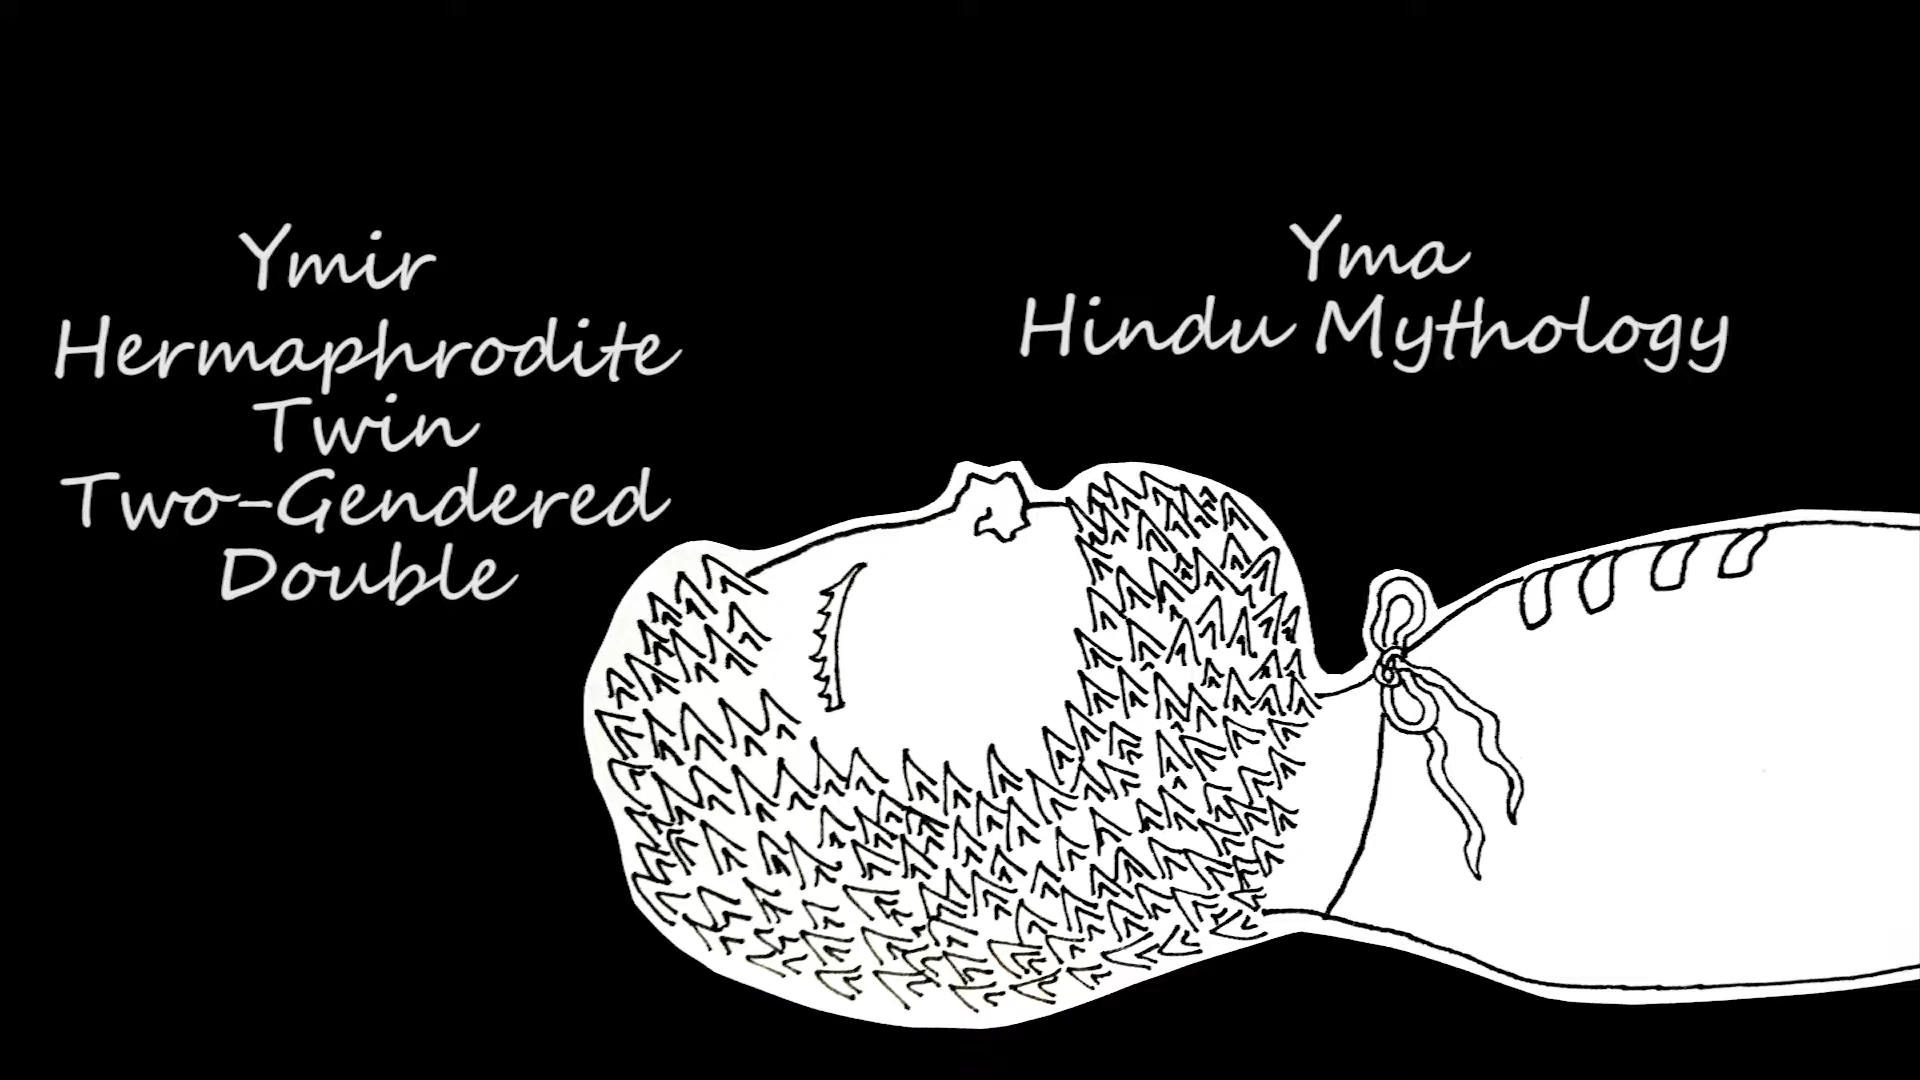 Ymir
Hermaphrodite
Twin
Two-Gendered
Double
Yma
Hindu Mythology